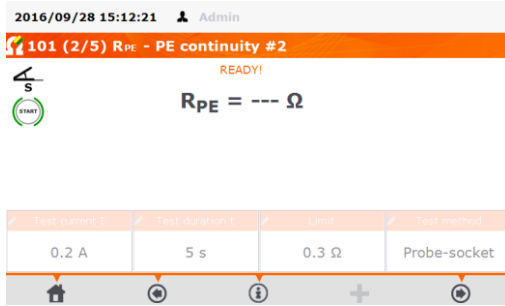 2016/09/28 15:12:21 Admin
101 (2/5) RPE - PE continuity #2
READY!
S
START
RPE = --- Ω
Test current I Test duration t Limit Test method
0.2 A 5 s 0.3 Ω Probe-socket